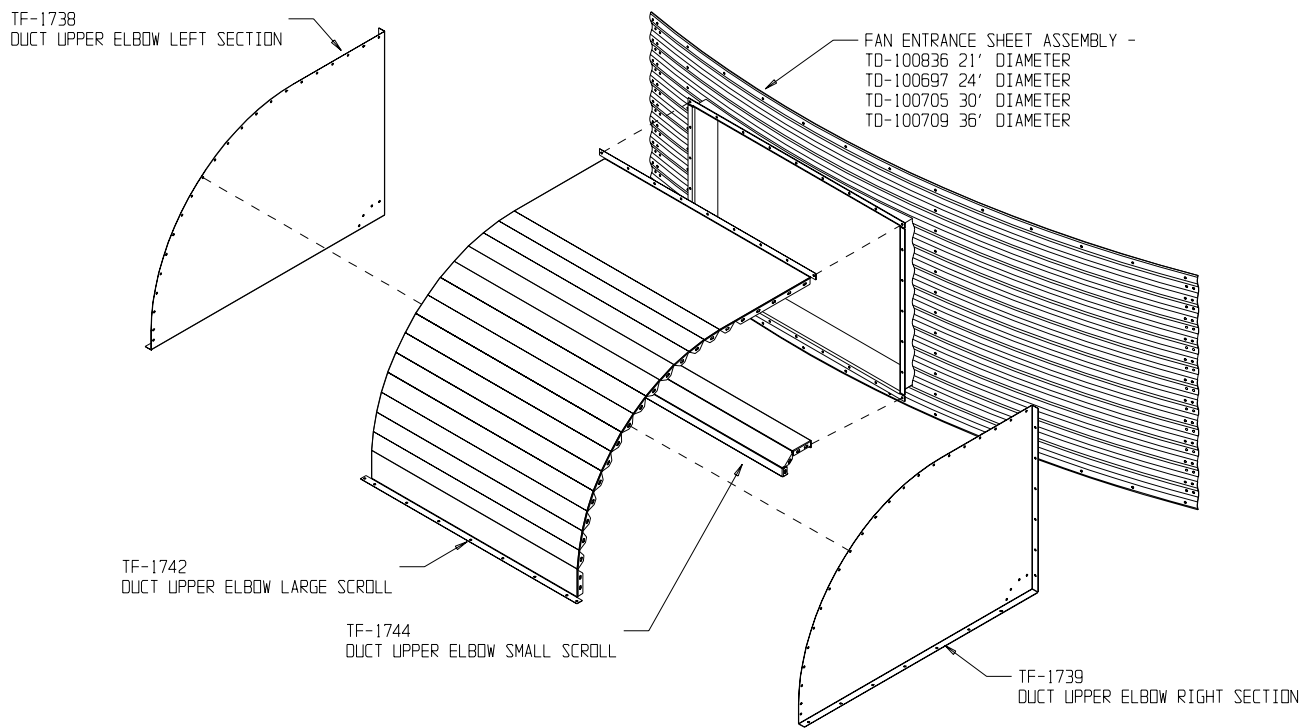 TF-1738
DUCT UPPER ELBOW LEFT SECTION
FAN ENTRANCE SHEET ASSEMBLY -
TD-100836 21' DIAMETER
TD-100697 24' DIAMETER
TD-100705 30' DIAMETER
TD-100709 36' DIAMETER
TF-1742
DUCT UPPER ELBOW LARGE SCROLL
TF-1744
DUCT UPPER ELBOW SMALL SCROLL
TF-1739
DUCT UPPER ELBOW RIGHT SECTION